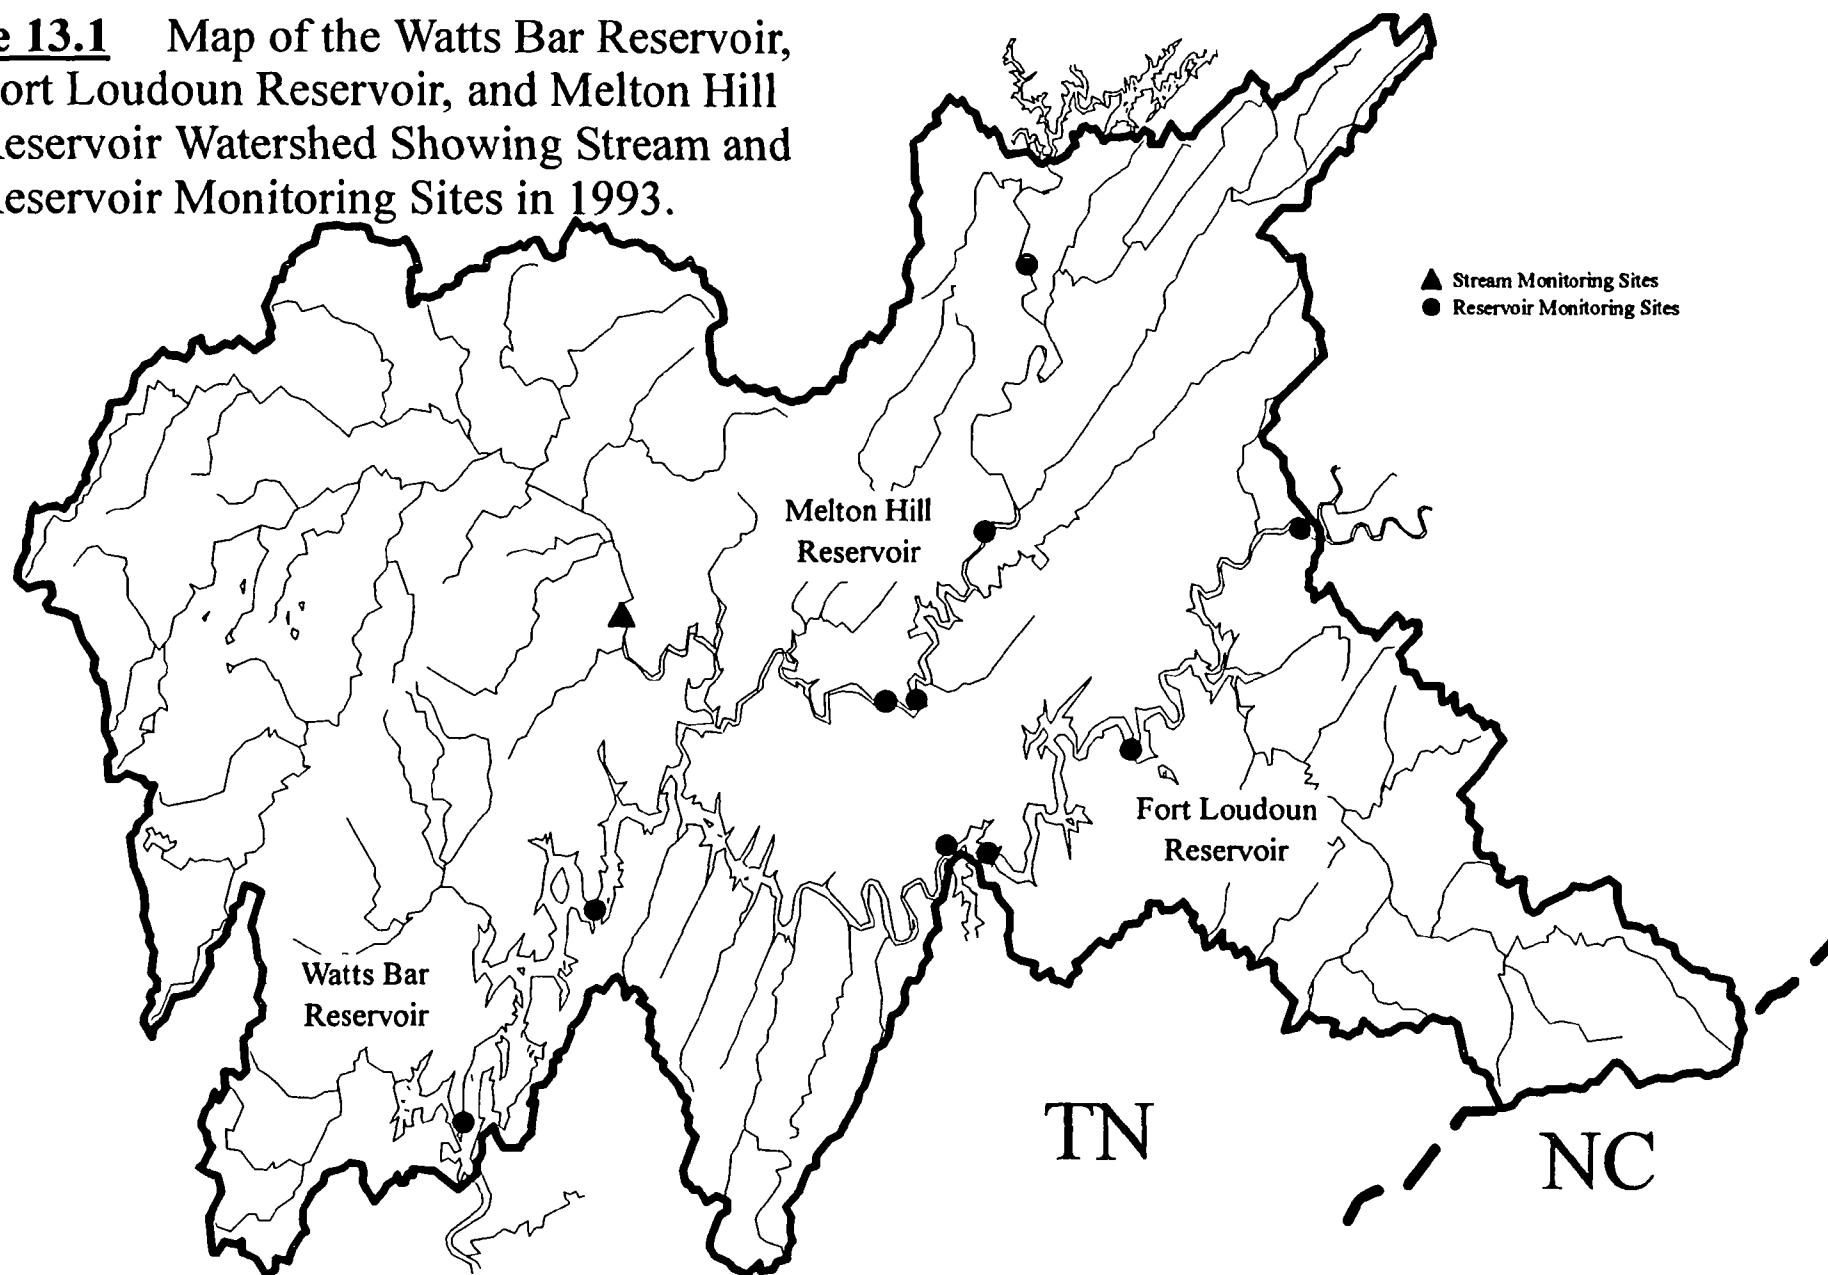 e 13.1 Map of the Watts Bar Reservoir,
ort Loudoun Reservoir, and Melton Hill
eservoir Watershed Showing Stream and
eservoir Monitoring Sites in 1993.
Stream Monitoring Sites
Reservoir Monitoring Sites
Melton Hill
Reservoir
Fort Loudoun
Reservoir
Watts Bar
Reservoir
TN
NC